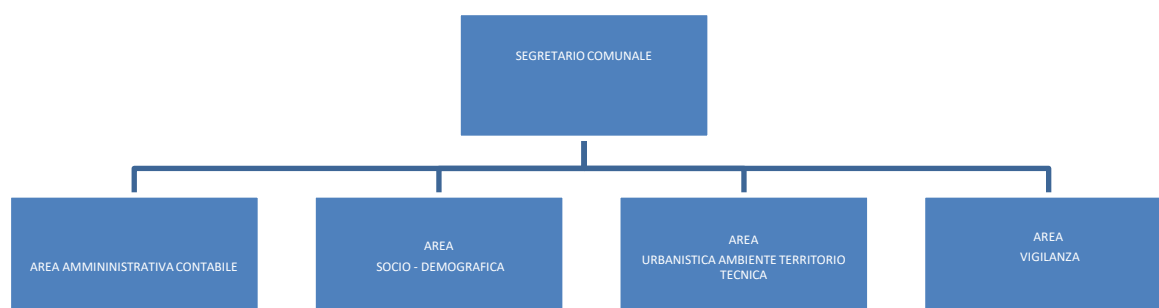 SEGRETARIO COMUNALE
AREA AMMININISTRATIVA CONTABILE
AREA
SOCIO - DEMOGRAFICA
AREA
URBANISTICA AMBIENTE TERRITORIO
TECNICA
AREA
VIGILANZA